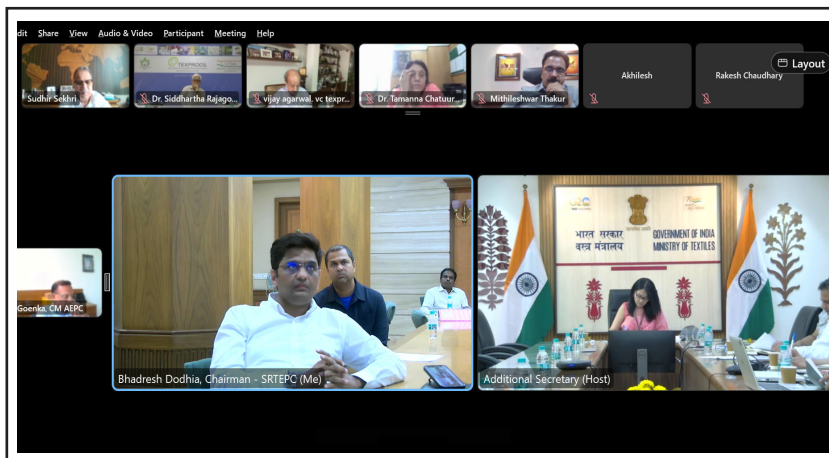 dit Share View Audio & Video Participant Meeting Help
Layout
Sudhir Sekhri
Dr. Siddhartha Rajago...
vijay agarwal. vc texpr...
Dr. Tamanna Chatuur...
Mithileshwar Thakur
Akhilesh
Rakesh Chaudhary
TEXPROCIL
Goenka, CM AEPC
Bhadresh Dodhia, Chairman - SRTEPC (Me)
भारत सरकार
वस्त्र मंत्रालय
GOVERNMENT OF INDIA
MINISTRY OF TEXTILES
Additional Secretary (Host)